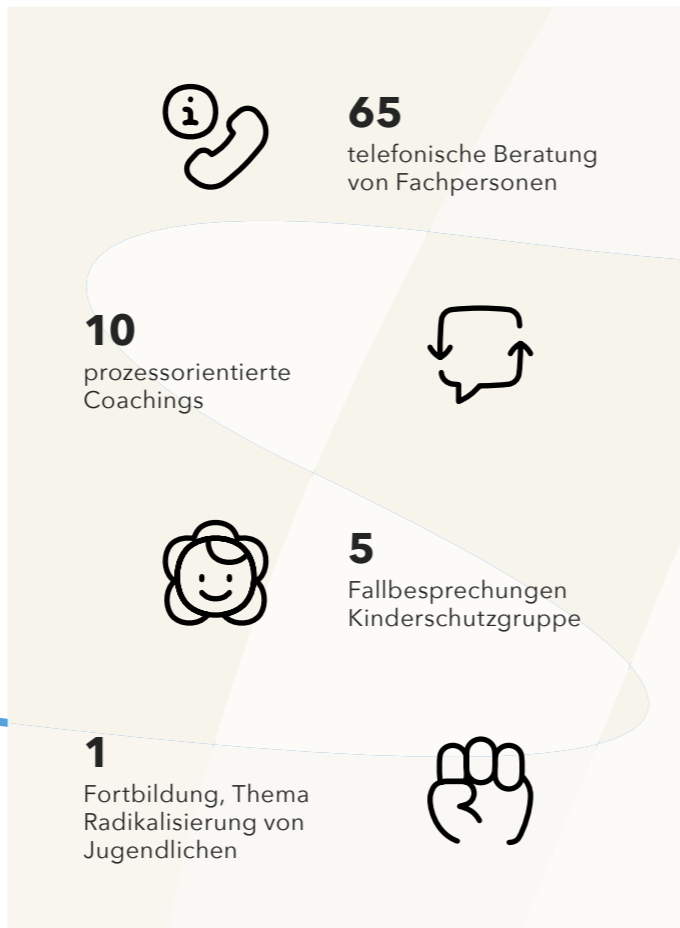 i
65
telefonische Beratung
von Fachpersonen
10
prozessorientierte
Coachings
5
Fallbesprechungen
Kinderschutzgruppe
1
Fortbildung, Thema
Radikalisierung von
Jugendlichen